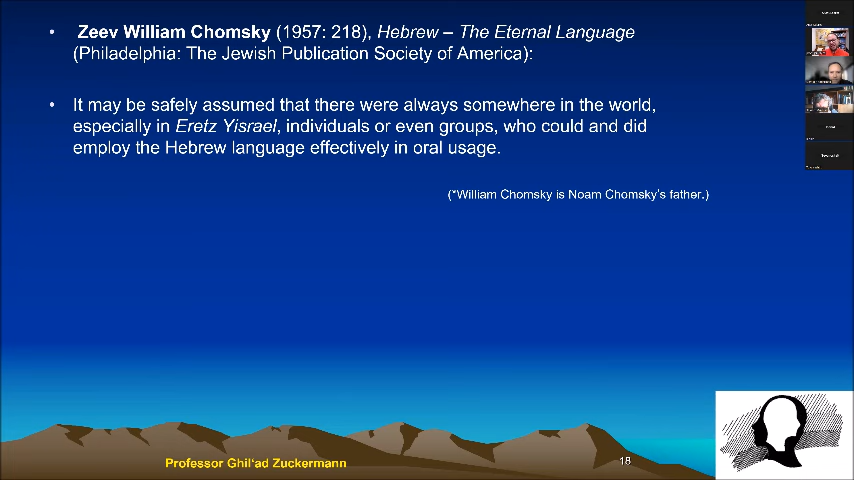 • Zeev William Chomsky (1957: 218), Hebrew – The Eternal Language
(Philadelphia: The Jewish Publication Society of America):
• It may be safely assumed that there were always somewhere in the world,
especially in Eretz Yisrael, individuals or even groups, who could and did
employ the Hebrew language effectively in oral usage.
(*William Chomsky is Noam Chomsky's father.)
Professor Ghil'ad Zuckermann
18